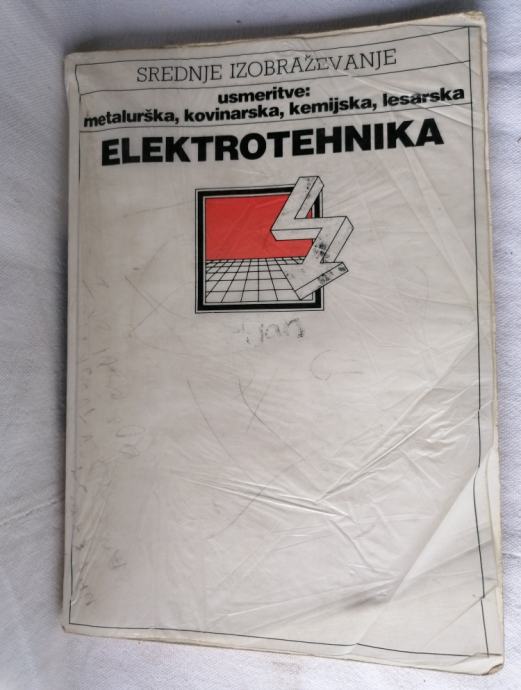 SREDNJE IZOBRAŽEVANJE
usmeritve:
metalurška, kovinarska, kemijska, lesarska
ELEKTROTEHNIKA